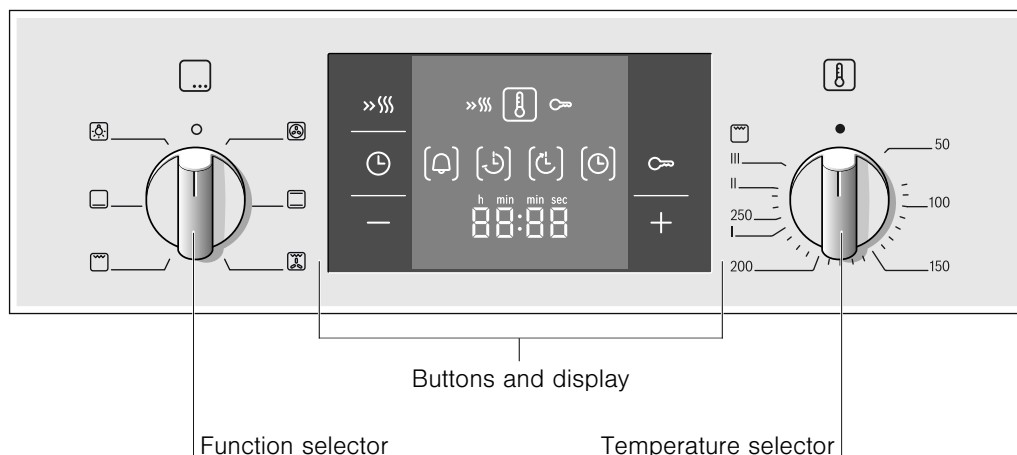 h min min sec
88:88
III
II
250
I
200
50
100
150
Buttons and display
Function selector
Temperature selector